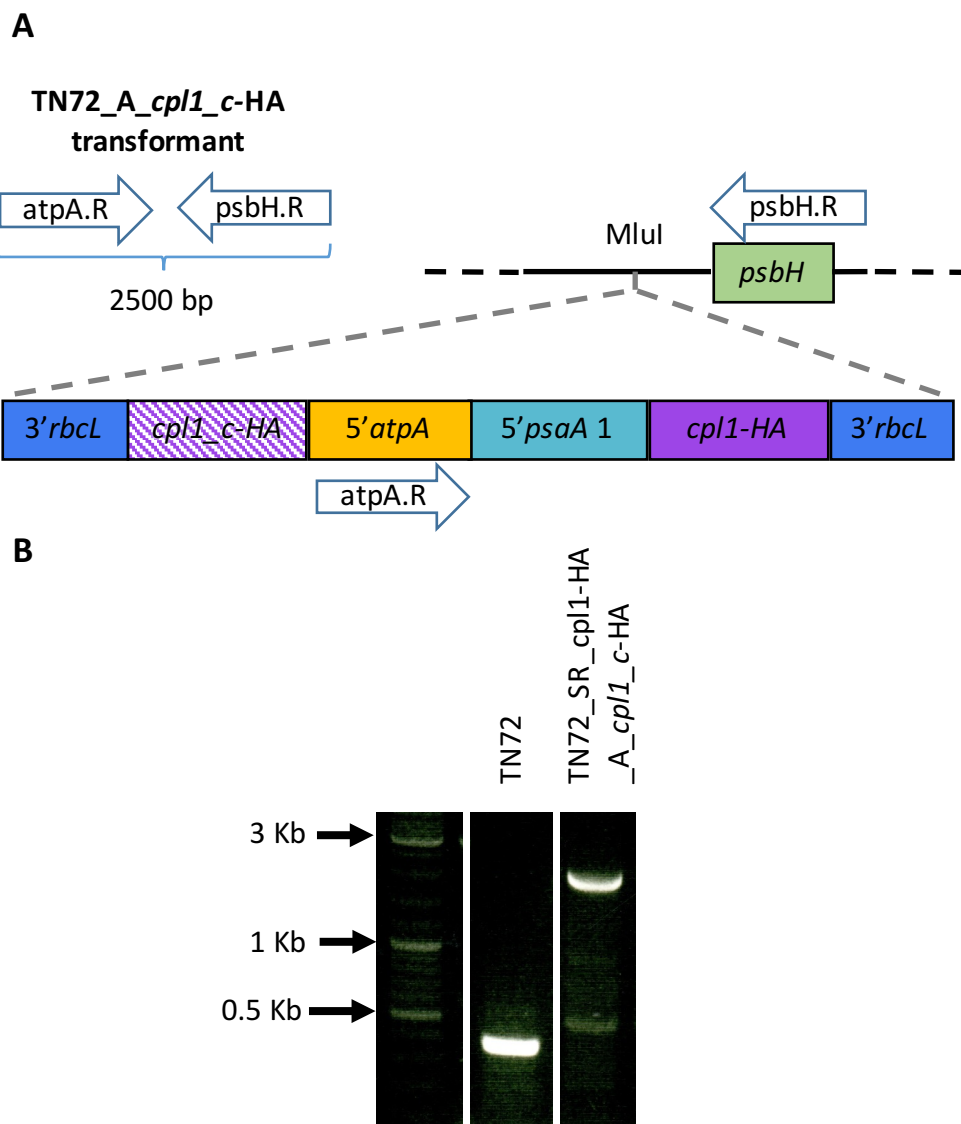 A
TN72_A_cpl1_c-HA
transformant
atpA.R
psbH.R
2500 bp
psbH.R
MluI
psbH
3'rbcL
cpl1_c-HA
5'atpA
5'psaA 1
cpl1-HA
3'rbcL
atpA.R
B
TN72
TN72_SR_cpl1-HA
_A_cpl1_c-HA
3 Kb
1 Kb
0.5 Kb